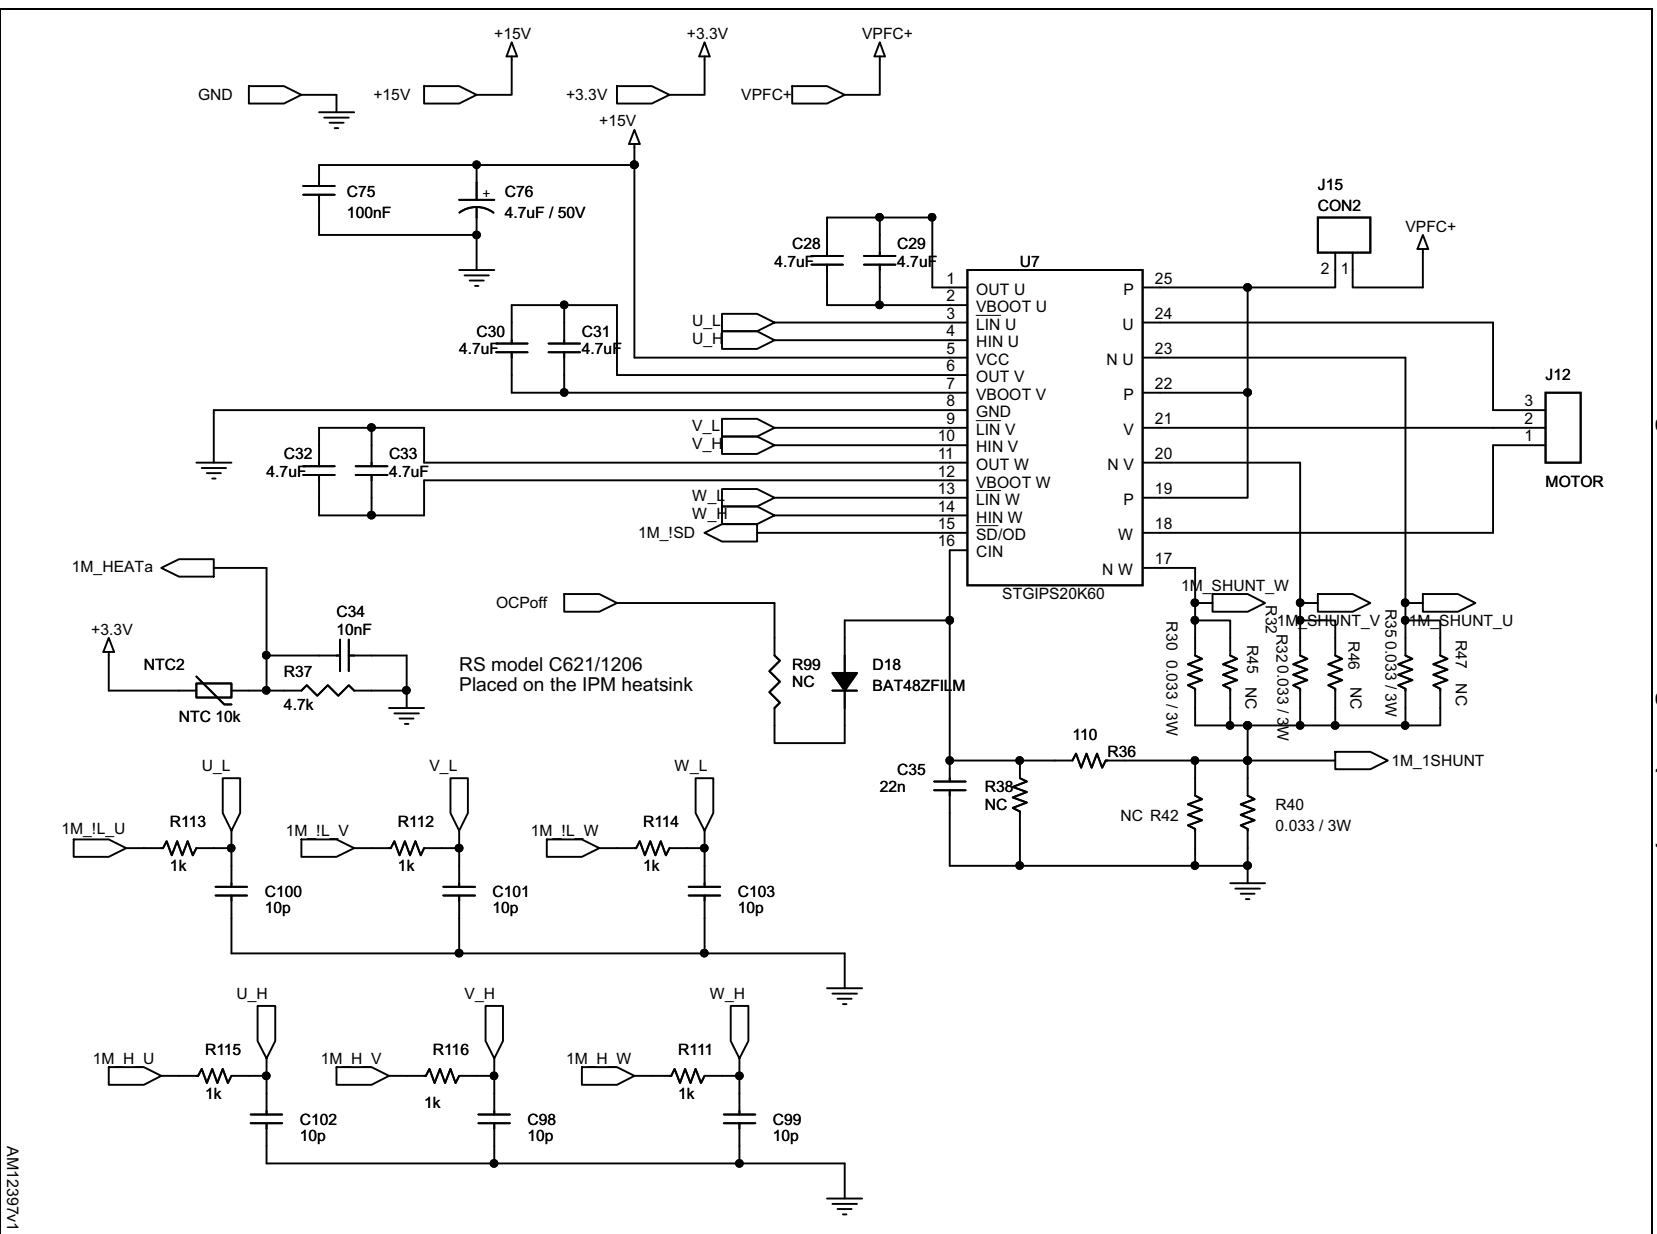 +15V +3.3V VPFC+
GND +15V +3.3V VPFC+
+15V
C75
100nF
C76
4.7uF / 50V
+
J15
CON2
VPFC+
2 1
C28
4.7uF
C29
4.7uF
U7
C30
4.7uF
C31
4.7uF
C32
4.7uF
C33
4.7uF
U_L
U_H
V_L
V_H
W_L
W_H
1M_!SD
1 OUT U
2 VBOOT U
3 LIN U
4 HIN U
5 VCC
6 OUT V
7 VBOOT V
8 GND
9 LIN V
10 HIN V
11 OUT W
12 VBOOT W
13 LIN W
14 HIN W
15 SD/OD
16 CIN
P 25
U 24
N U 23
P 22
V 21
N V 20
P 19
W 18
N W 17
STGIPS20K60
J12
3
2
1
MOTOR
1M_SHUNT_W
1M_SHUNT_V
1M_SHUNT_U
R32
R30 0.033 / 3W
R45 NC
R32 0.033 / 3W
R46 NC
R35 0.033 / 3W
R47 NC
1M_HEATa
+3.3V
NTC2
NTC 10k
C34
10nF
R37
4.7k
RS model C621/1206
Placed on the IPM heatsink
OCPoff
R99
NC
D18
BAT48ZFILM
C35
22n
R38
NC
110
R36
NC R42
R40
0.033 / 3W
1M_1SHUNT
U_L V_L W_L
1M_!L_U R113
1k
1M_!L_V R112
1k
1M_!L_W R114
1k
C100
10p
C101
10p
C103
10p
U_H V_H W_H
1M_H_U R115
1k
1M_H_V R116
1k
1M_H_W R111
1k
C102
10p
C98
10p
C99
10p
AM12397v1